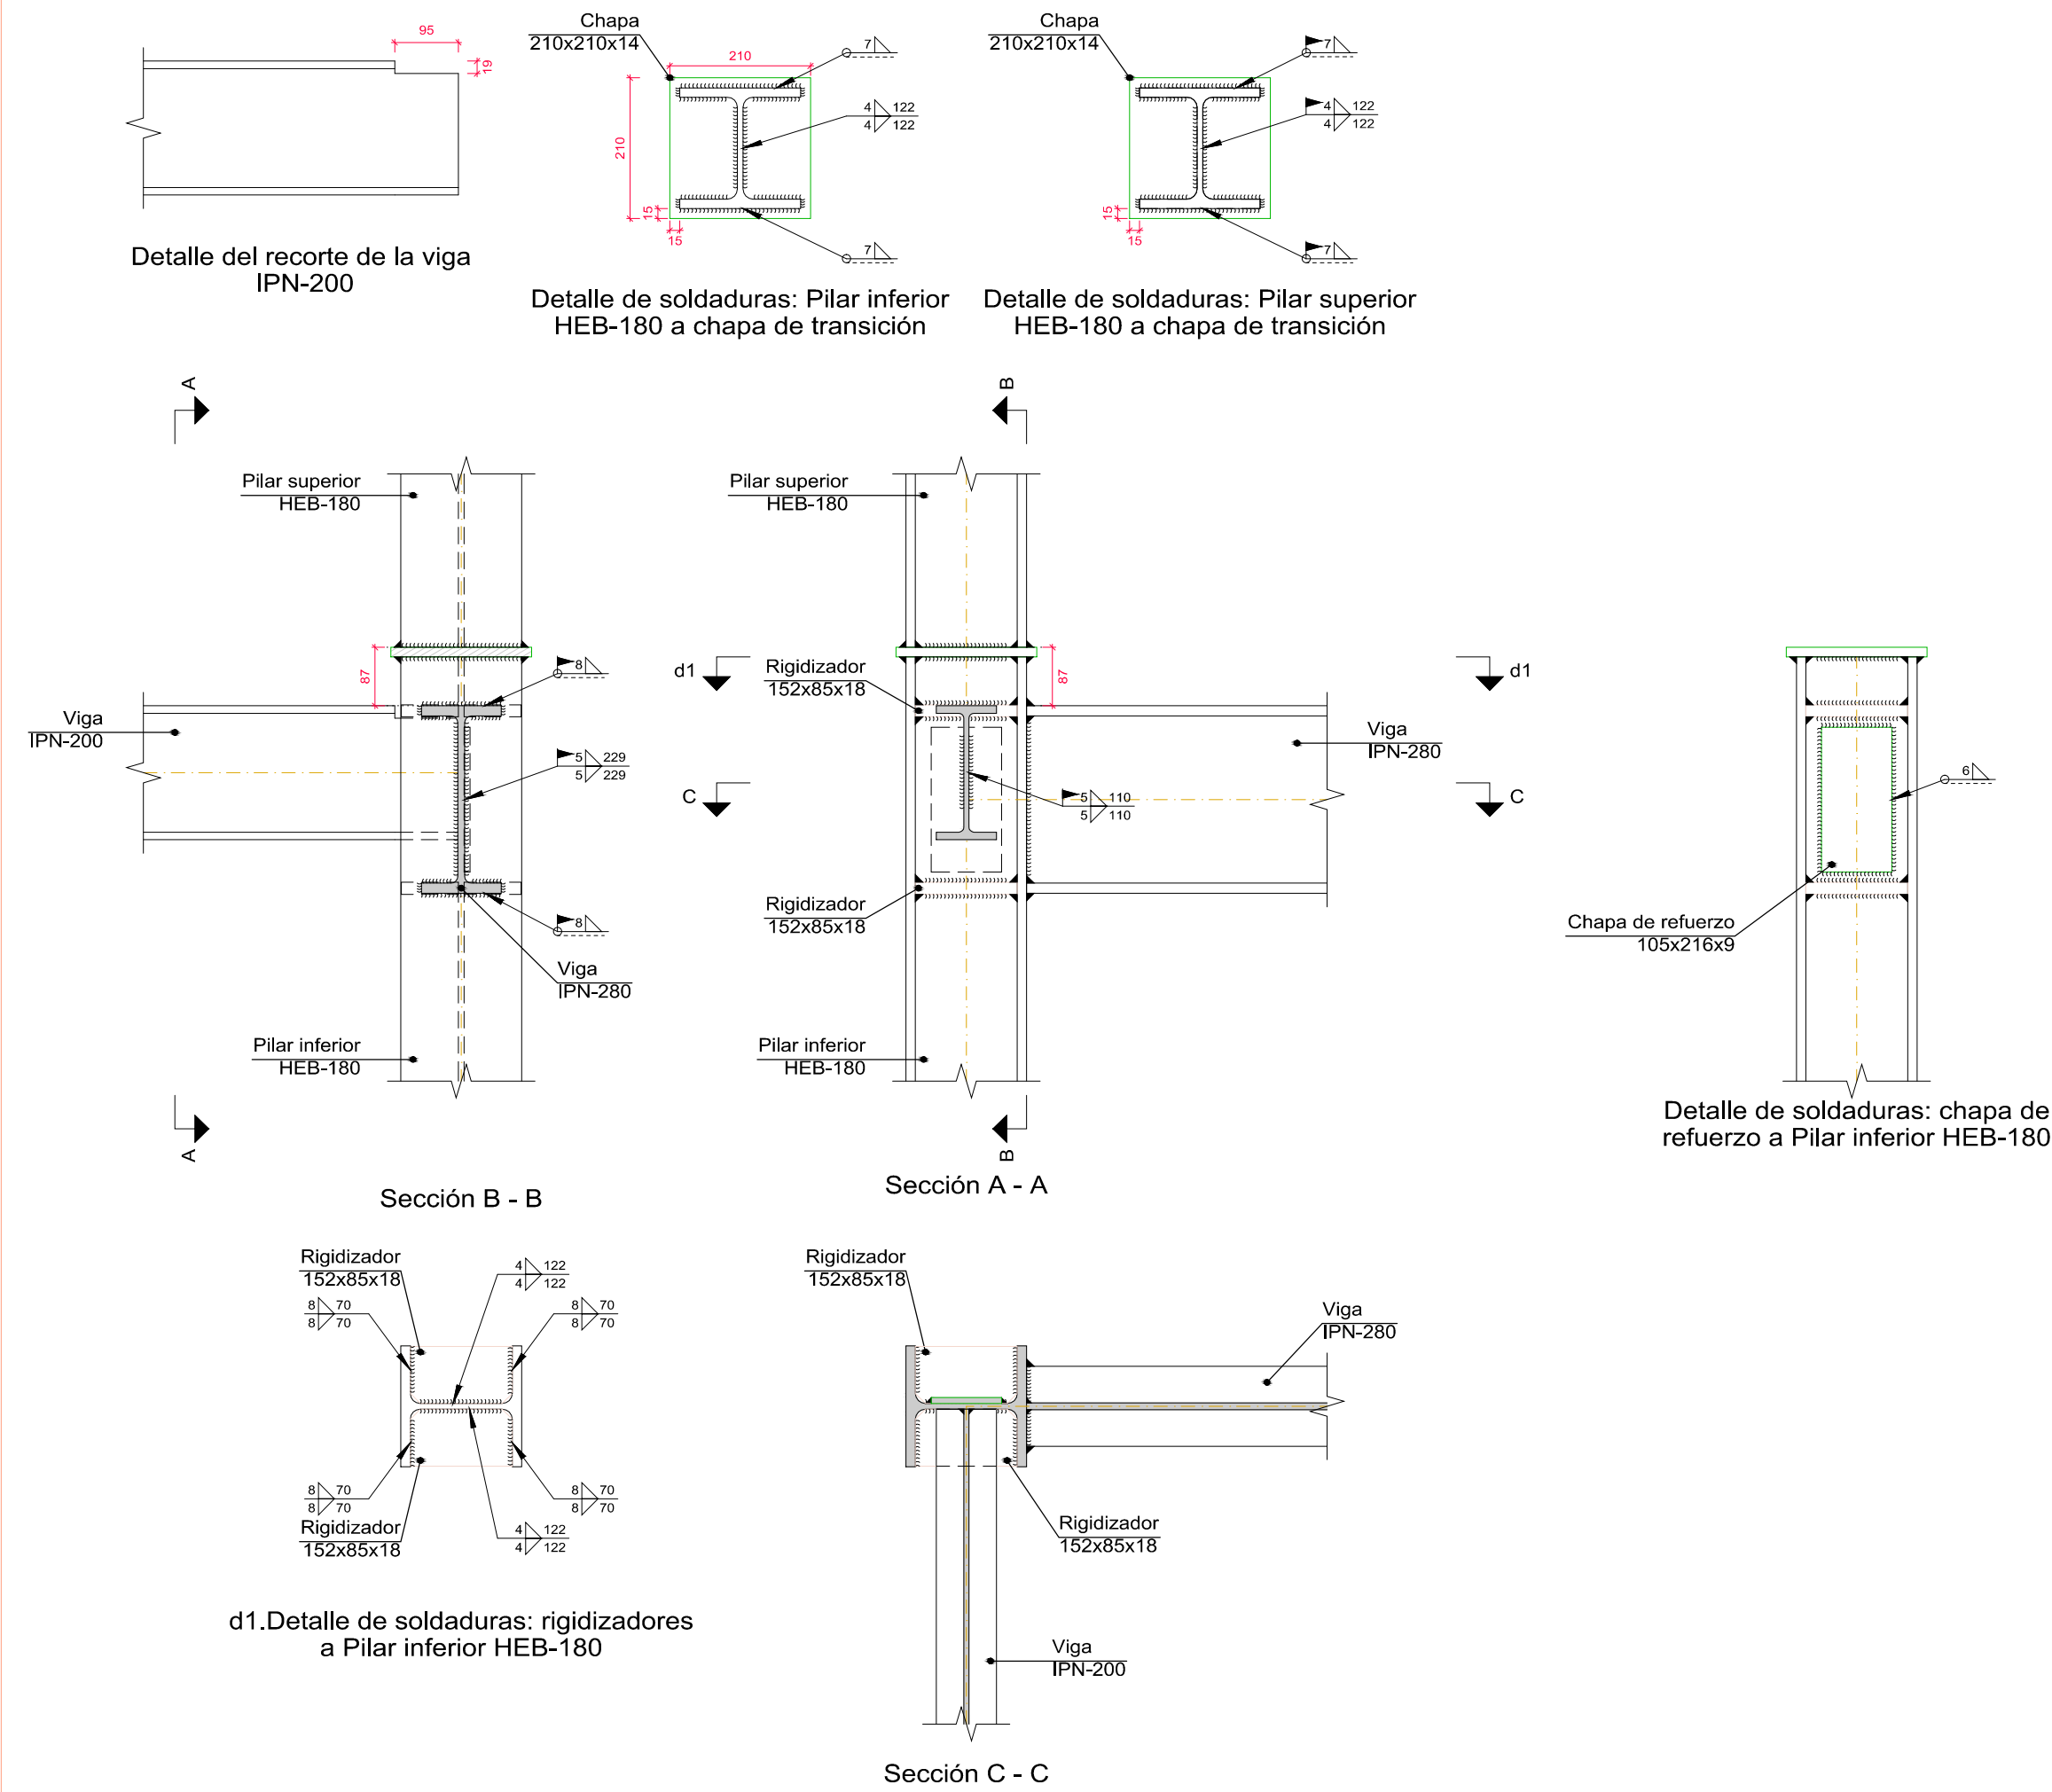 95
19
Detalle del recorte de la viga
IPN-200
Chapa
210x210x14
210
210
15
15
7
4 122
4 122
7
Detalle de soldaduras: Pilar inferior
HEB-180 a chapa de transición
Chapa
210x210x14
15
15
7
4 122
4 122
7
Detalle de soldaduras: Pilar superior
HEB-180 a chapa de transición
A
B
Pilar superior
HEB-180
87
8
Viga
IPN-200
5 229
5 229
8
Viga
IPN-280
Pilar inferior
HEB-180
A
Sección B - B
Pilar superior
HEB-180
Rigidizador
152x85x18
87
d1
d1
Viga
IPN-280
C
C
5 110
5 110
Rigidizador
152x85x18
Pilar inferior
HEB-180
B
Sección A - A
6
Chapa de refuerzo
105x216x9
Detalle de soldaduras: chapa de
refuerzo a Pilar inferior HEB-180
Rigidizador
152x85x18
4 122
4 122
8 70
8 70
8 70
8 70
8 70
8 70
8 70
8 70
Rigidizador
152x85x18
4 122
4 122
d1.Detalle de soldaduras: rigidizadores
a Pilar inferior HEB-180
Rigidizador
152x85x18
Viga
IPN-280
Rigidizador
152x85x18
Viga
IPN-200
Sección C - C